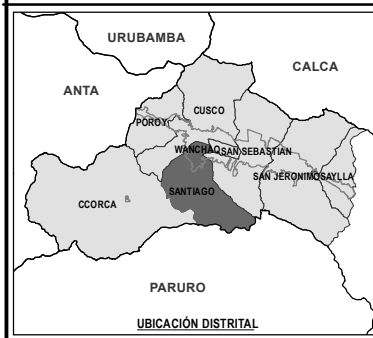 URUBAMBA
CALCA
ANTA
CUSCO
POROY
WANCHAQ
SAN SEBASTIAN
SAN JERONIMO
SAYLLA
SANTIAGO
CCORCA
PARURO
UBICACIÓN DISTRITAL